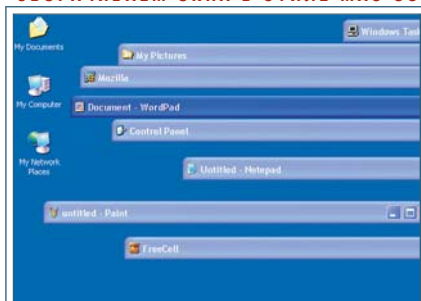 My Documents
Windows Task
My Pictures
Mozilla
My Computer
Document - WordPad
Control Panel
My Network
Places
Untitled - Notepad
untitled - Paint
FreeCell